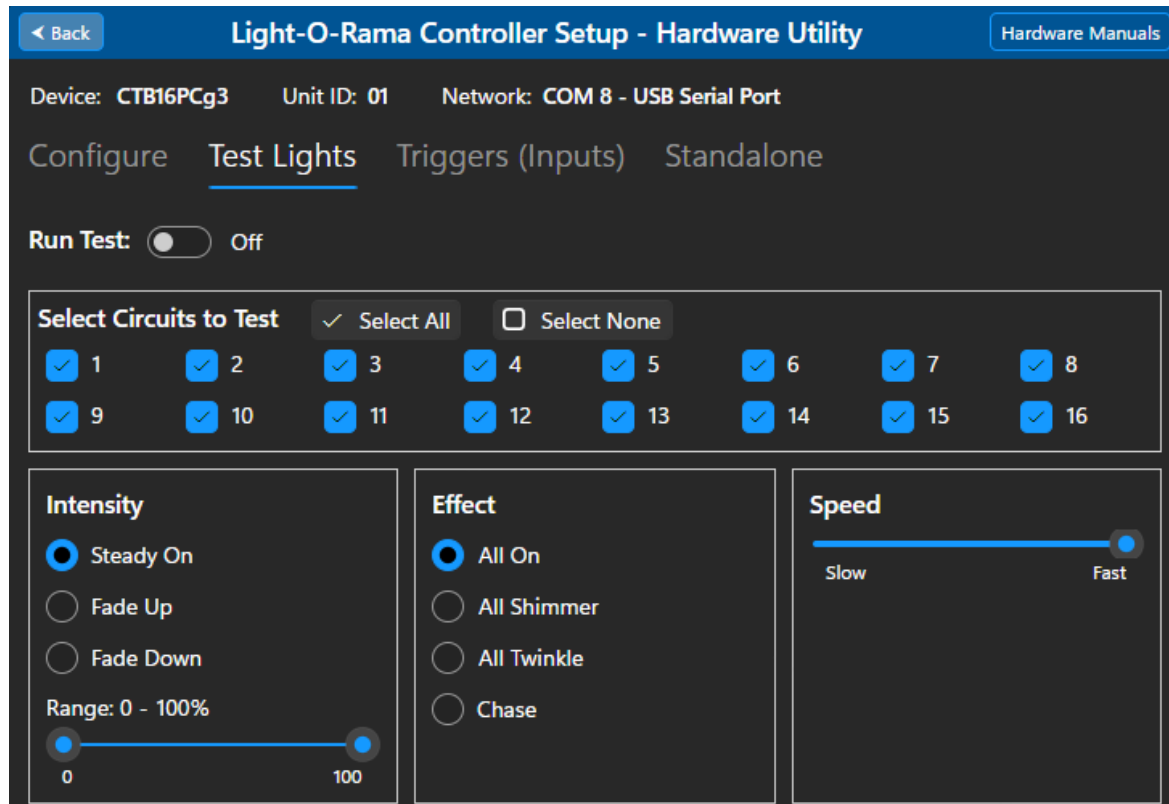 Back
Light-O-Rama Controller Setup - Hardware Utility
Hardware Manuals
Device: CTB16PCg3 Unit ID: 01 Network: COM 8 - USB Serial Port
Configure Test Lights Triggers (Inputs) Standalone
Run Test: Off
Select Circuits to Test Select All Select None
1 2 3 4 5 6 7 8
9 10 11 12 13 14 15 16
Intensity
Steady On
Fade Up
Fade Down
Range: 0 - 100%
0 100
Effect
All On
All Shimmer
All Twinkle
Chase
Speed
Slow Fast